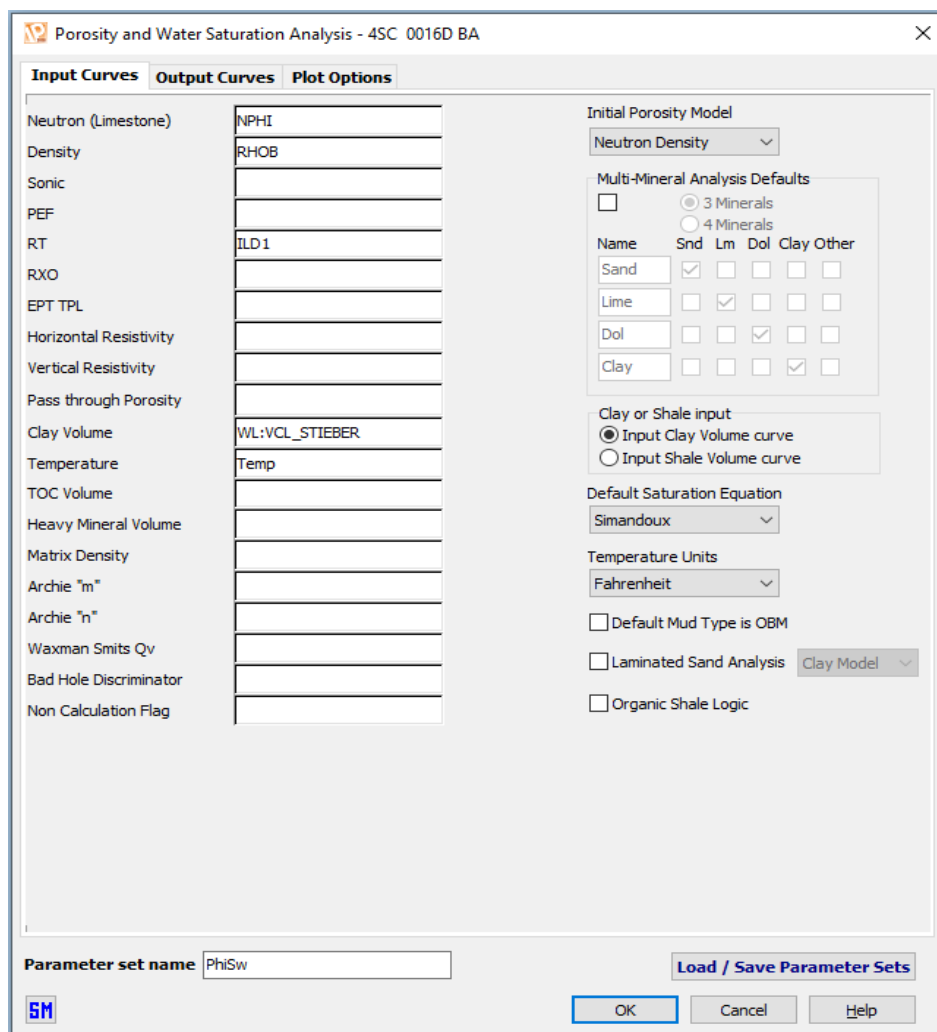 Porosity and Water Saturation Analysis - 4SC 0016D BA
Input Curves Output Curves Plot Options
Neutron (Limestone) NPHI
Density RHOB
Sonic
PEF
RT ILD1
RXO
EPT TPL
Horizontal Resistivity
Vertical Resistivity
Pass through Porosity
Clay Volume WL:VCL_STIEBER
Temperature Temp
TOC Volume
Heavy Mineral Volume
Matrix Density
Archie "m"
Archie "n"
Waxman Smits Qv
Bad Hole Discriminator
Non Calculation Flag
Initial Porosity Model
Neutron Density
Multi-Mineral Analysis Defaults
3 Minerals
4 Minerals
Name Snd Lm Dol Clay Other
Sand
Lime
Dol
Clay
Clay or Shale input
Input Clay Volume curve
Input Shale Volume curve
Default Saturation Equation
Simandoux
Temperature Units
Fahrenheit
Default Mud Type is OBM
Laminated Sand Analysis Clay Model
Organic Shale Logic
Parameter set name PhiSw Load / Save Parameter Sets
SM OK Cancel Help